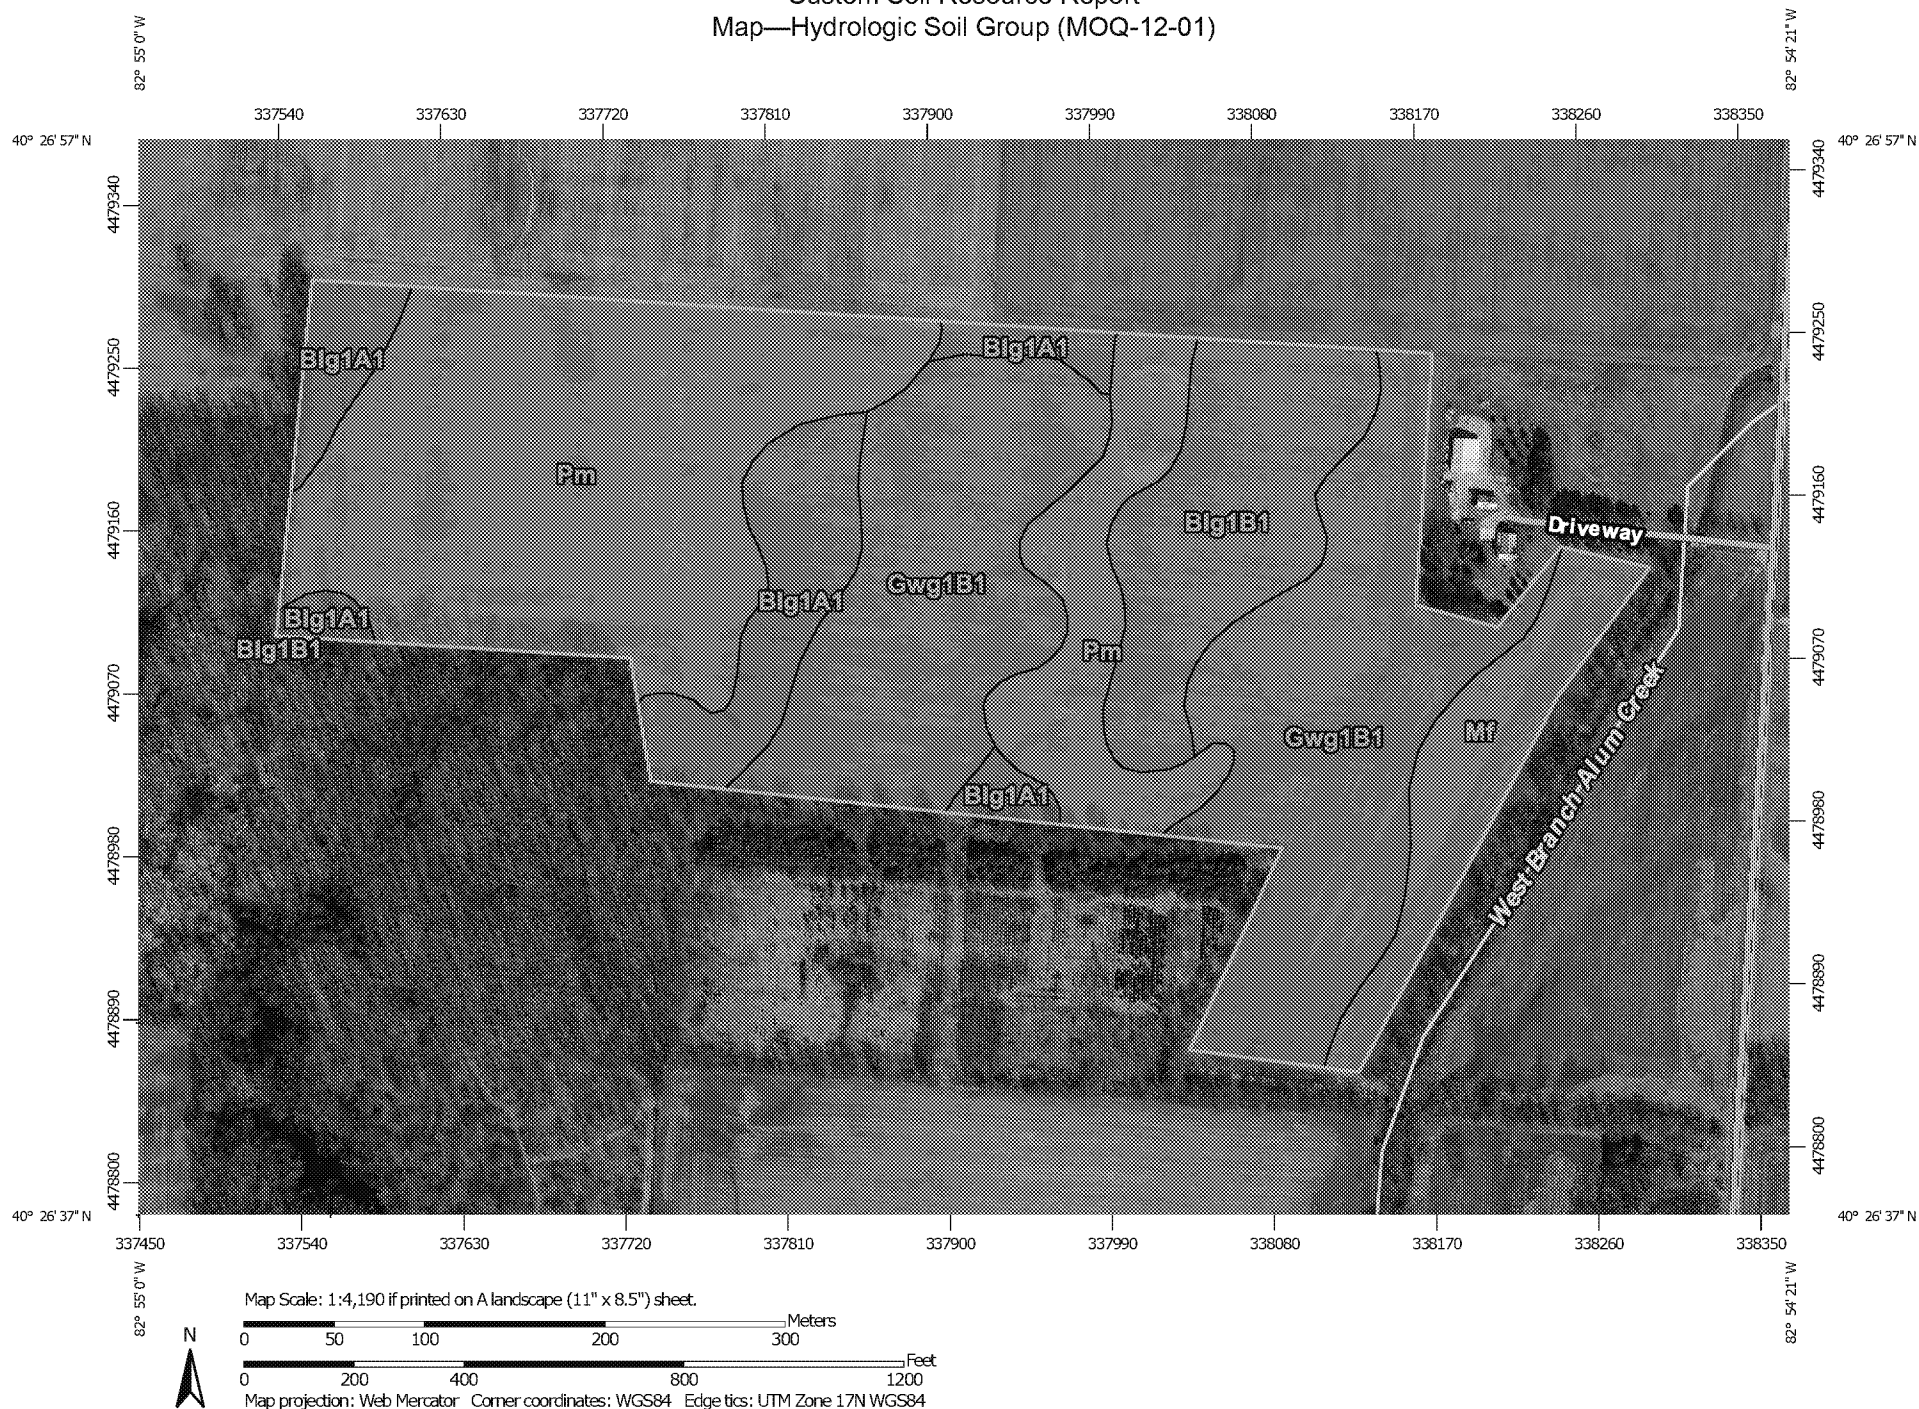 Custom Soil Resource Report
Map—Hydrologic Soil Group (MOQ-12-01)
82° 55' 0" W
82° 54' 21" W
337540 337630 337720 337810 337900 337990 338080 338170 338260 338350
40° 26' 57" N
40° 26' 57" N
4479340
4479340
4479250
4479250
Blg1A1
Blg1A1
Pm
4479160
4479160
Blg1B1
Driveway
Gwg1B1
Blg1A1
Blg1A1
Blg1B1
Pm
4479070
4479070
Gwg1B1
Mf
West Branch Alum Creek
Blg1A1
4478980
4478980
4478890
4478890
4478800
4478800
40° 26' 37" N
40° 26' 37" N
337450 337540 337630 337720 337810 337900 337990 338080 338170 338260 338350
82° 55' 0" W
82° 54' 21" W
Map Scale: 1:4,190 if printed on A landscape (11" x 8.5") sheet.
N
Meters
0 50 100 200 300
Feet
0 200 400 800 1200
Map projection: Web Mercator Corner coordinates: WGS84 Edge tics: UTM Zone 17N WGS84